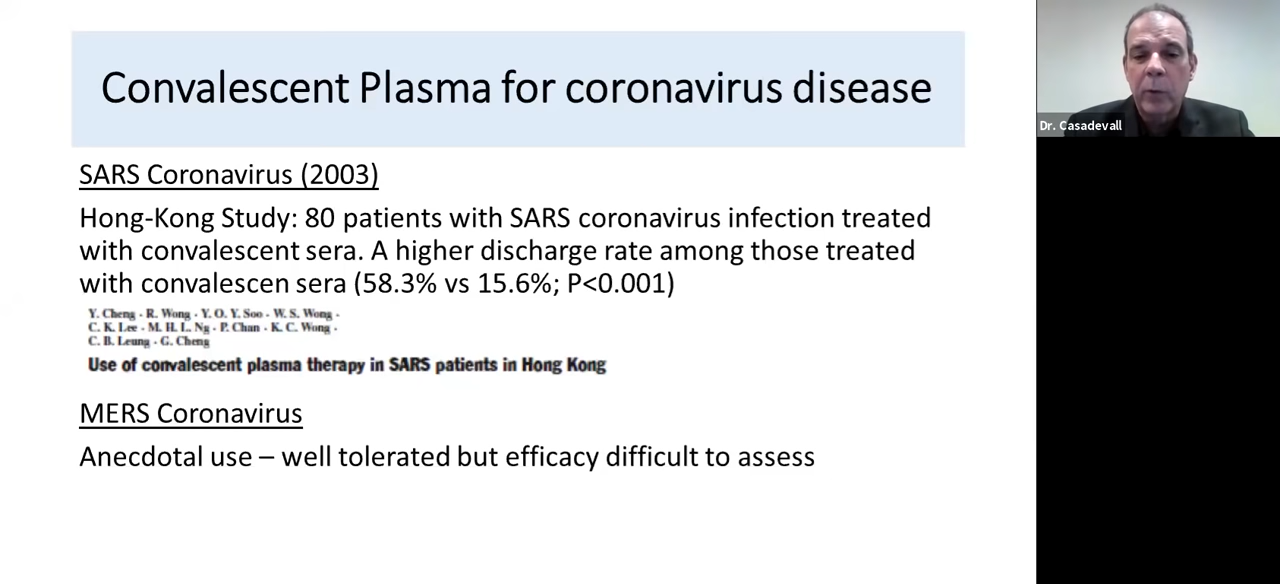 Convalescent Plasma for coronavirus disease
SARS Coronavirus (2003)
Hong-Kong Study: 80 patients with SARS coronavirus infection treated
with convalescent sera. A higher discharge rate among those treated
with convalescen sera (58.3% vs 15.6%; P<0.001)
Y. Cheng · R. Wong · Y. O. Y. Soo · W. S. Wong ·
C. K. Lee · M. H. L. Ng · P. Chan · K. C. Wong ·
C. B. Leung · G. Cheng
Use of convalescent plasma therapy in SARS patients in Hong Kong
MERS Coronavirus
Anecdotal use – well tolerated but efficacy difficult to assess
Dr. Casadevall